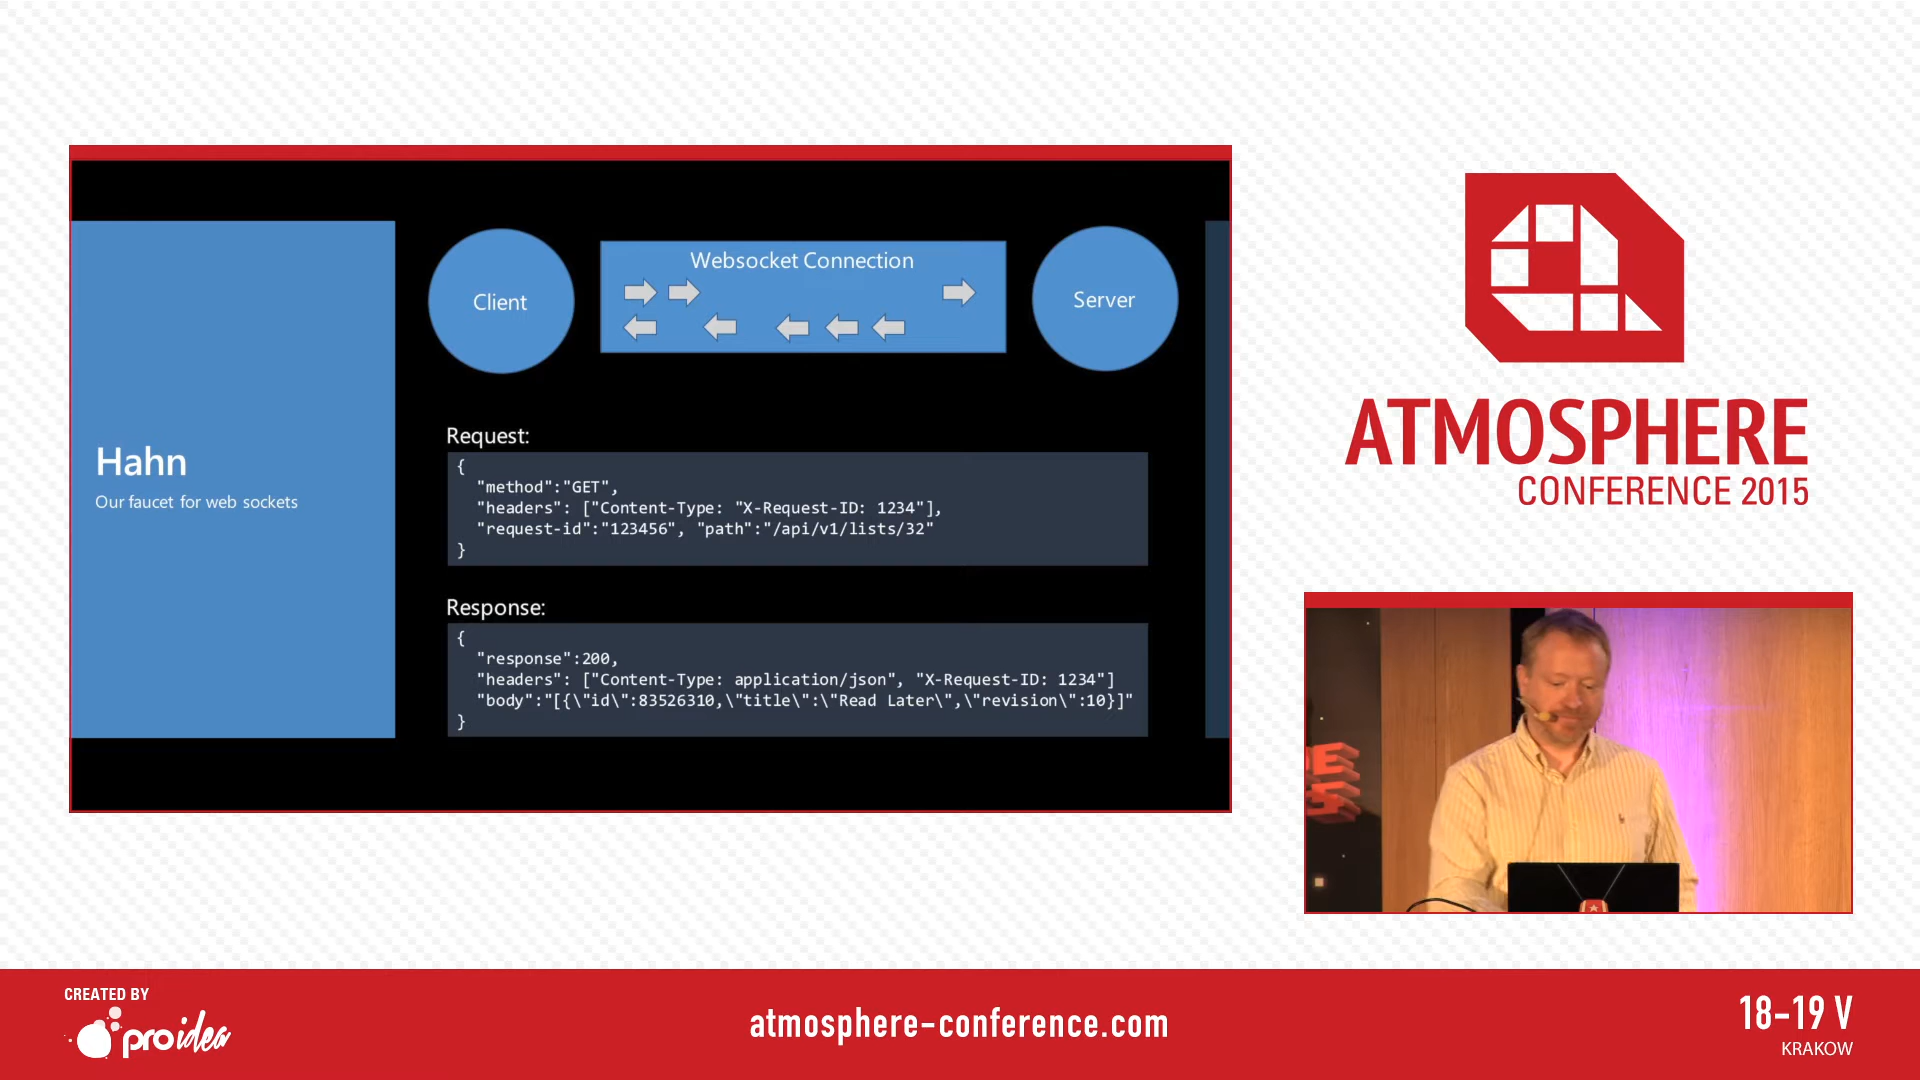 Hahn
Our faucet for web sockets
Client
Websocket Connection
Server
Request:
{
"method":"GET",
"headers": ["Content-Type: "X-Request-ID: 1234"],
"request-id":"123456", "path":"/api/v1/lists/32"
}
Response:
{
"response":200,
"headers": ["Content-Type: application/json", "X-Request-ID: 1234"]
"body":"[{\"id\":83526310,\"title\":\"Read Later\",\"revision\":10}]"
}
ATMOSPHERE
CONFERENCE 2015
CREATED BY
proidea
atmosphere-conference.com
18-19 V
KRAKOW